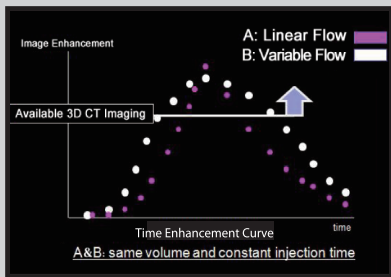 A: Linear Flow
Image Enhancement
B: Variable Flow
Available 3D CT Imaging
time
Time Enhancement Curve
A&B: same volume and constant injection time